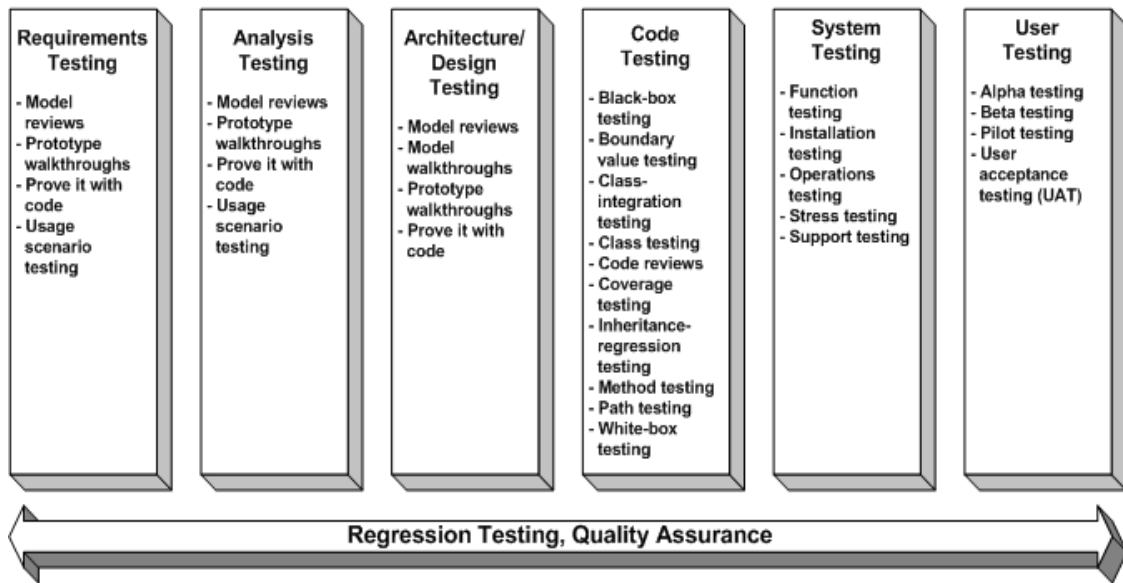 Requirements
Testing
- Model
reviews
- Prototype
walkthroughs
- Prove it with
code
- Usage
scenario
testing
Analysis
Testing
- Model reviews
- Prototype
walkthroughs
- Prove it with
code
- Usage
scenario
testing
Architecture/
Design
Testing
- Model reviews
- Model
walkthroughs
- Prototype
walkthroughs
- Prove it with
code
Code
Testing
- Black-box
testing
- Boundary
value testing
- Class-
integration
testing
- Class testing
- Code reviews
- Coverage
testing
- Inheritance-
regression
testing
- Method testing
- Path testing
- White-box
testing
System
Testing
- Function
testing
- Installation
testing
- Operations
testing
- Stress testing
- Support testing
User
Testing
- Alpha testing
- Beta testing
- Pilot testing
- User
acceptance
testing (UAT)
Regression Testing, Quality Assurance